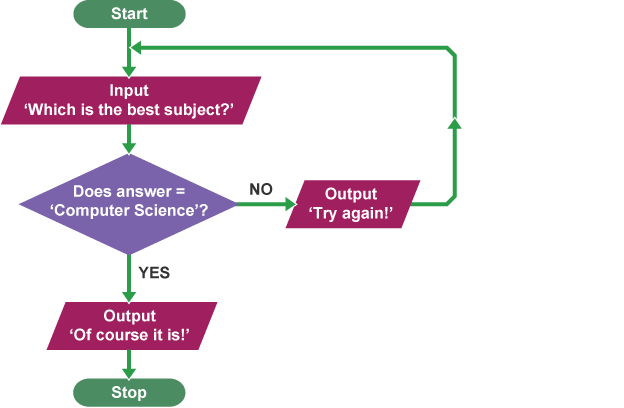 Start
Input
‘Which is the best subject?’
Does answer =
‘Computer Science’?
NO
Output
‘Try again!’
YES
Output
‘Of course it is!’
Stop